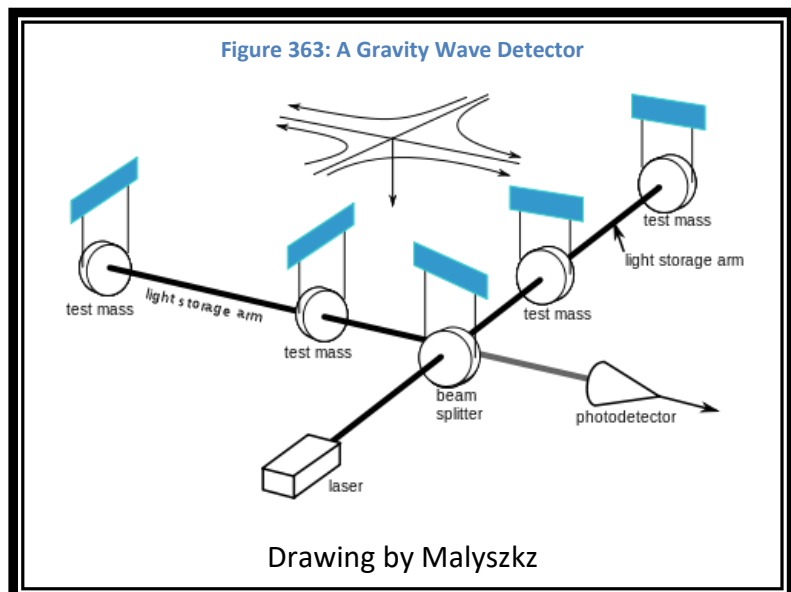 Figure 363: A Gravity Wave Detector
light storage arm
test mass
light storage arm
test mass
test mass
test mass
beam
splitter
photodetector
laser
Drawing by Malyszkz